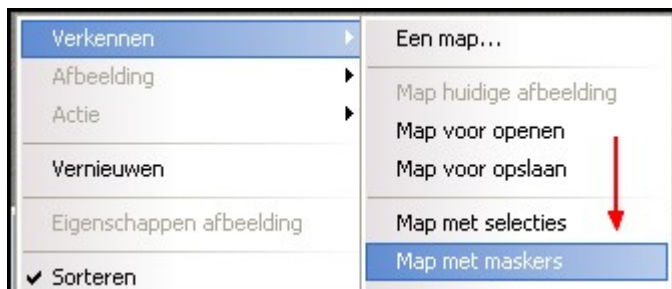 Verkennen
Afbeelding
Actie
Vernieuwen
Eigenschappen afbeelding
Sorteren
Een map...
Map huidige afbeelding
Map voor openen
Map voor opslaan
Map met selecties
Map met maskers